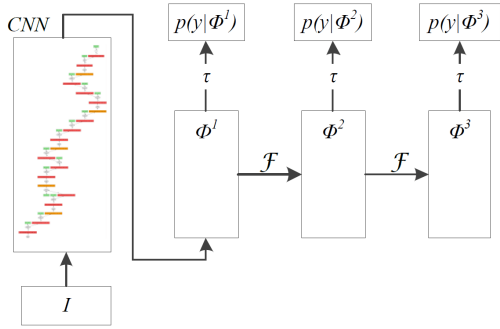 CNN
p(y|Φ¹) p(y|Φ²) p(y|Φ³)
τ τ τ
Φ¹ Φ² Φ³
ℱ ℱ
I